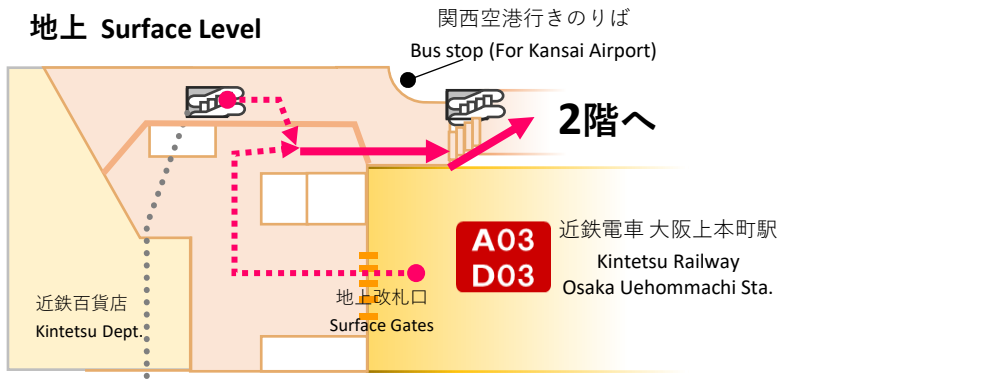 地上 Surface Level
関西空港行きのりば
Bus stop (For Kansai Airport)
2階へ
A03
D03
近鉄電車 大阪上本町駅
Kintetsu Railway
Osaka Uehommachi Sta.
近鉄百貨店
Kintetsu Dept.
地上改札口
Surface Gates